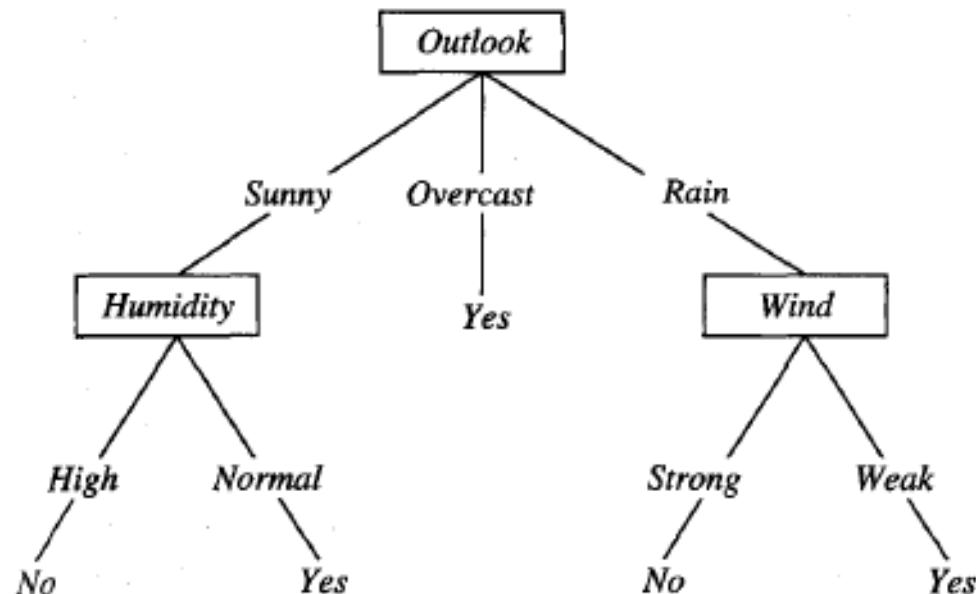 Outlook
Sunny Overcast Rain
Humidity Yes Wind
High Normal Strong Weak
No Yes No Yes